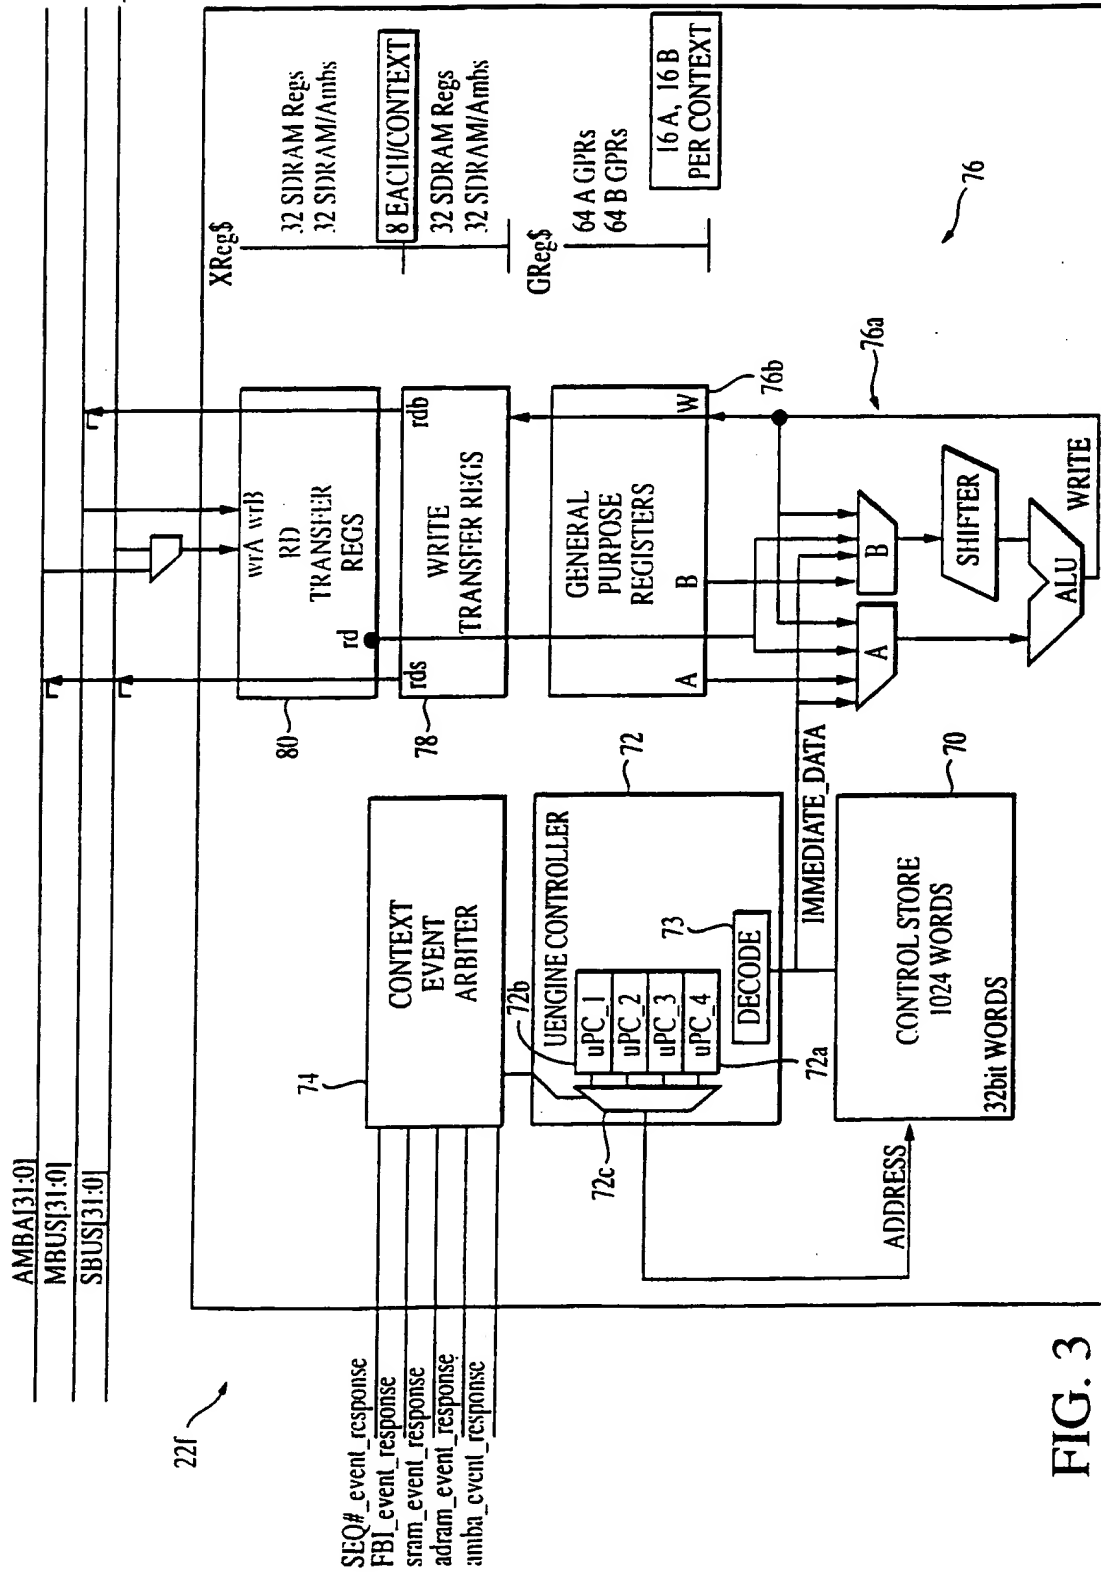 AMBA[31:0]
MBUS[31:0]
SBUS[31:0]
22f
SEQ#_event_response
FBI_event_response
sram_event_response
adram_event_response
amba_event_response
74
CONTEXT
EVENT
ARBITER
72b
72
UENGINE CONTROLLER
uPC_1
uPC_2
uPC_3
uPC_4
73
DECODE
72a
72c
ADDRESS
IMMEDIATE_DATA
70
CONTROL STORE
1024 WORDS
32bit WORDS
80
wrA wrB
RD
TRANSFER
REGS
rd
78
rds
rdb
WRITE
TRANSFER REGS
GENERAL
PURPOSE
REGISTERS
A
B
W
76b
76a
A
B
SHIFTER
ALU
WRITE
XReg$
32 SDRAM Regs
32 SDRAM/Ambs
8 EACH/CONTEXT
32 SDRAM Regs
32 SDRAM/Ambs
GReg$
64 A GPRs
64 B GPRs
16 A, 16 B
PER CONTEXT
76
FIG. 3